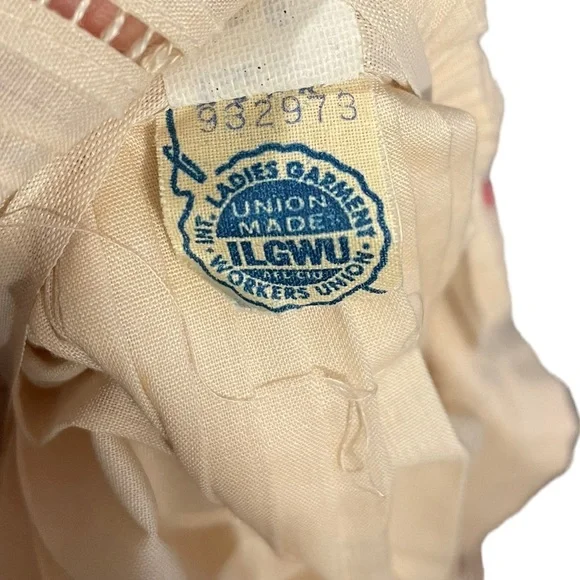 932973
INT. LADIES GARMENT
UNION
MADE
ILGWU
AFL·CIO
WORKERS UNION